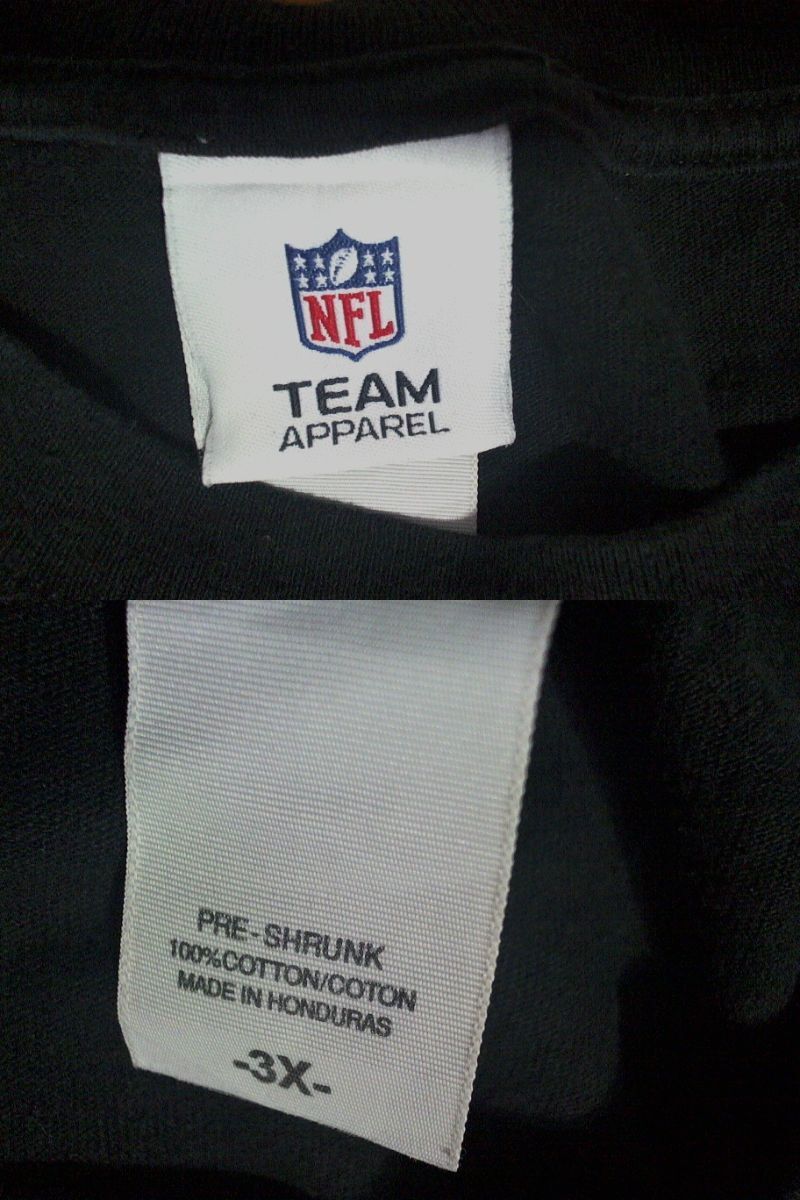 NFL
TEAM
APPAREL
PRE-SHRUNK
100%COTTON/COTON
MADE IN HONDURAS
-3X-